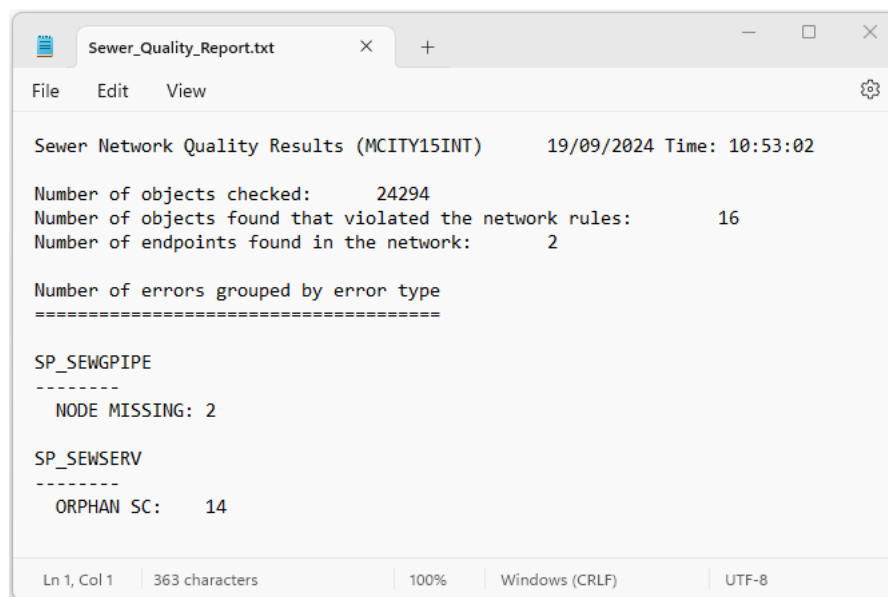 Sewer_Quality_Report.txt
File Edit View
Sewer Network Quality Results (MCITY15INT)      19/09/2024 Time: 10:53:02
Number of objects checked:      24294
Number of objects found that violated the network rules:        16
Number of endpoints found in the network:       2
Number of errors grouped by error type
======================================
SP_SEWGPIPE
--------
  NODE MISSING: 2
SP_SEWSERV
--------
  ORPHAN SC:    14
Ln 1, Col 1 363 characters 100% Windows (CRLF) UTF-8